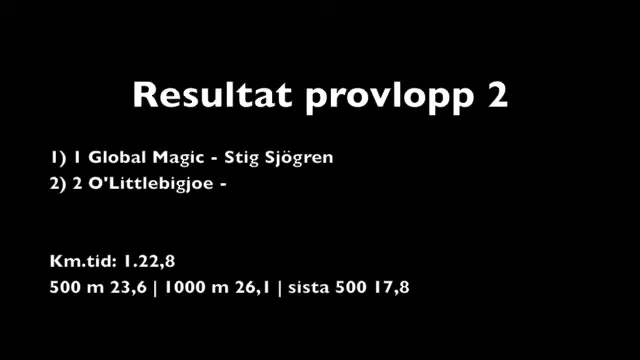 Resultat provlopp 2
1) 1 Global Magic - Stig Sjögren
2) 2 O'Littlebigjoe -
Km.tid: 1.22,8
500 m 23,6 | 1000 m 26,1 | sista 500 17,8